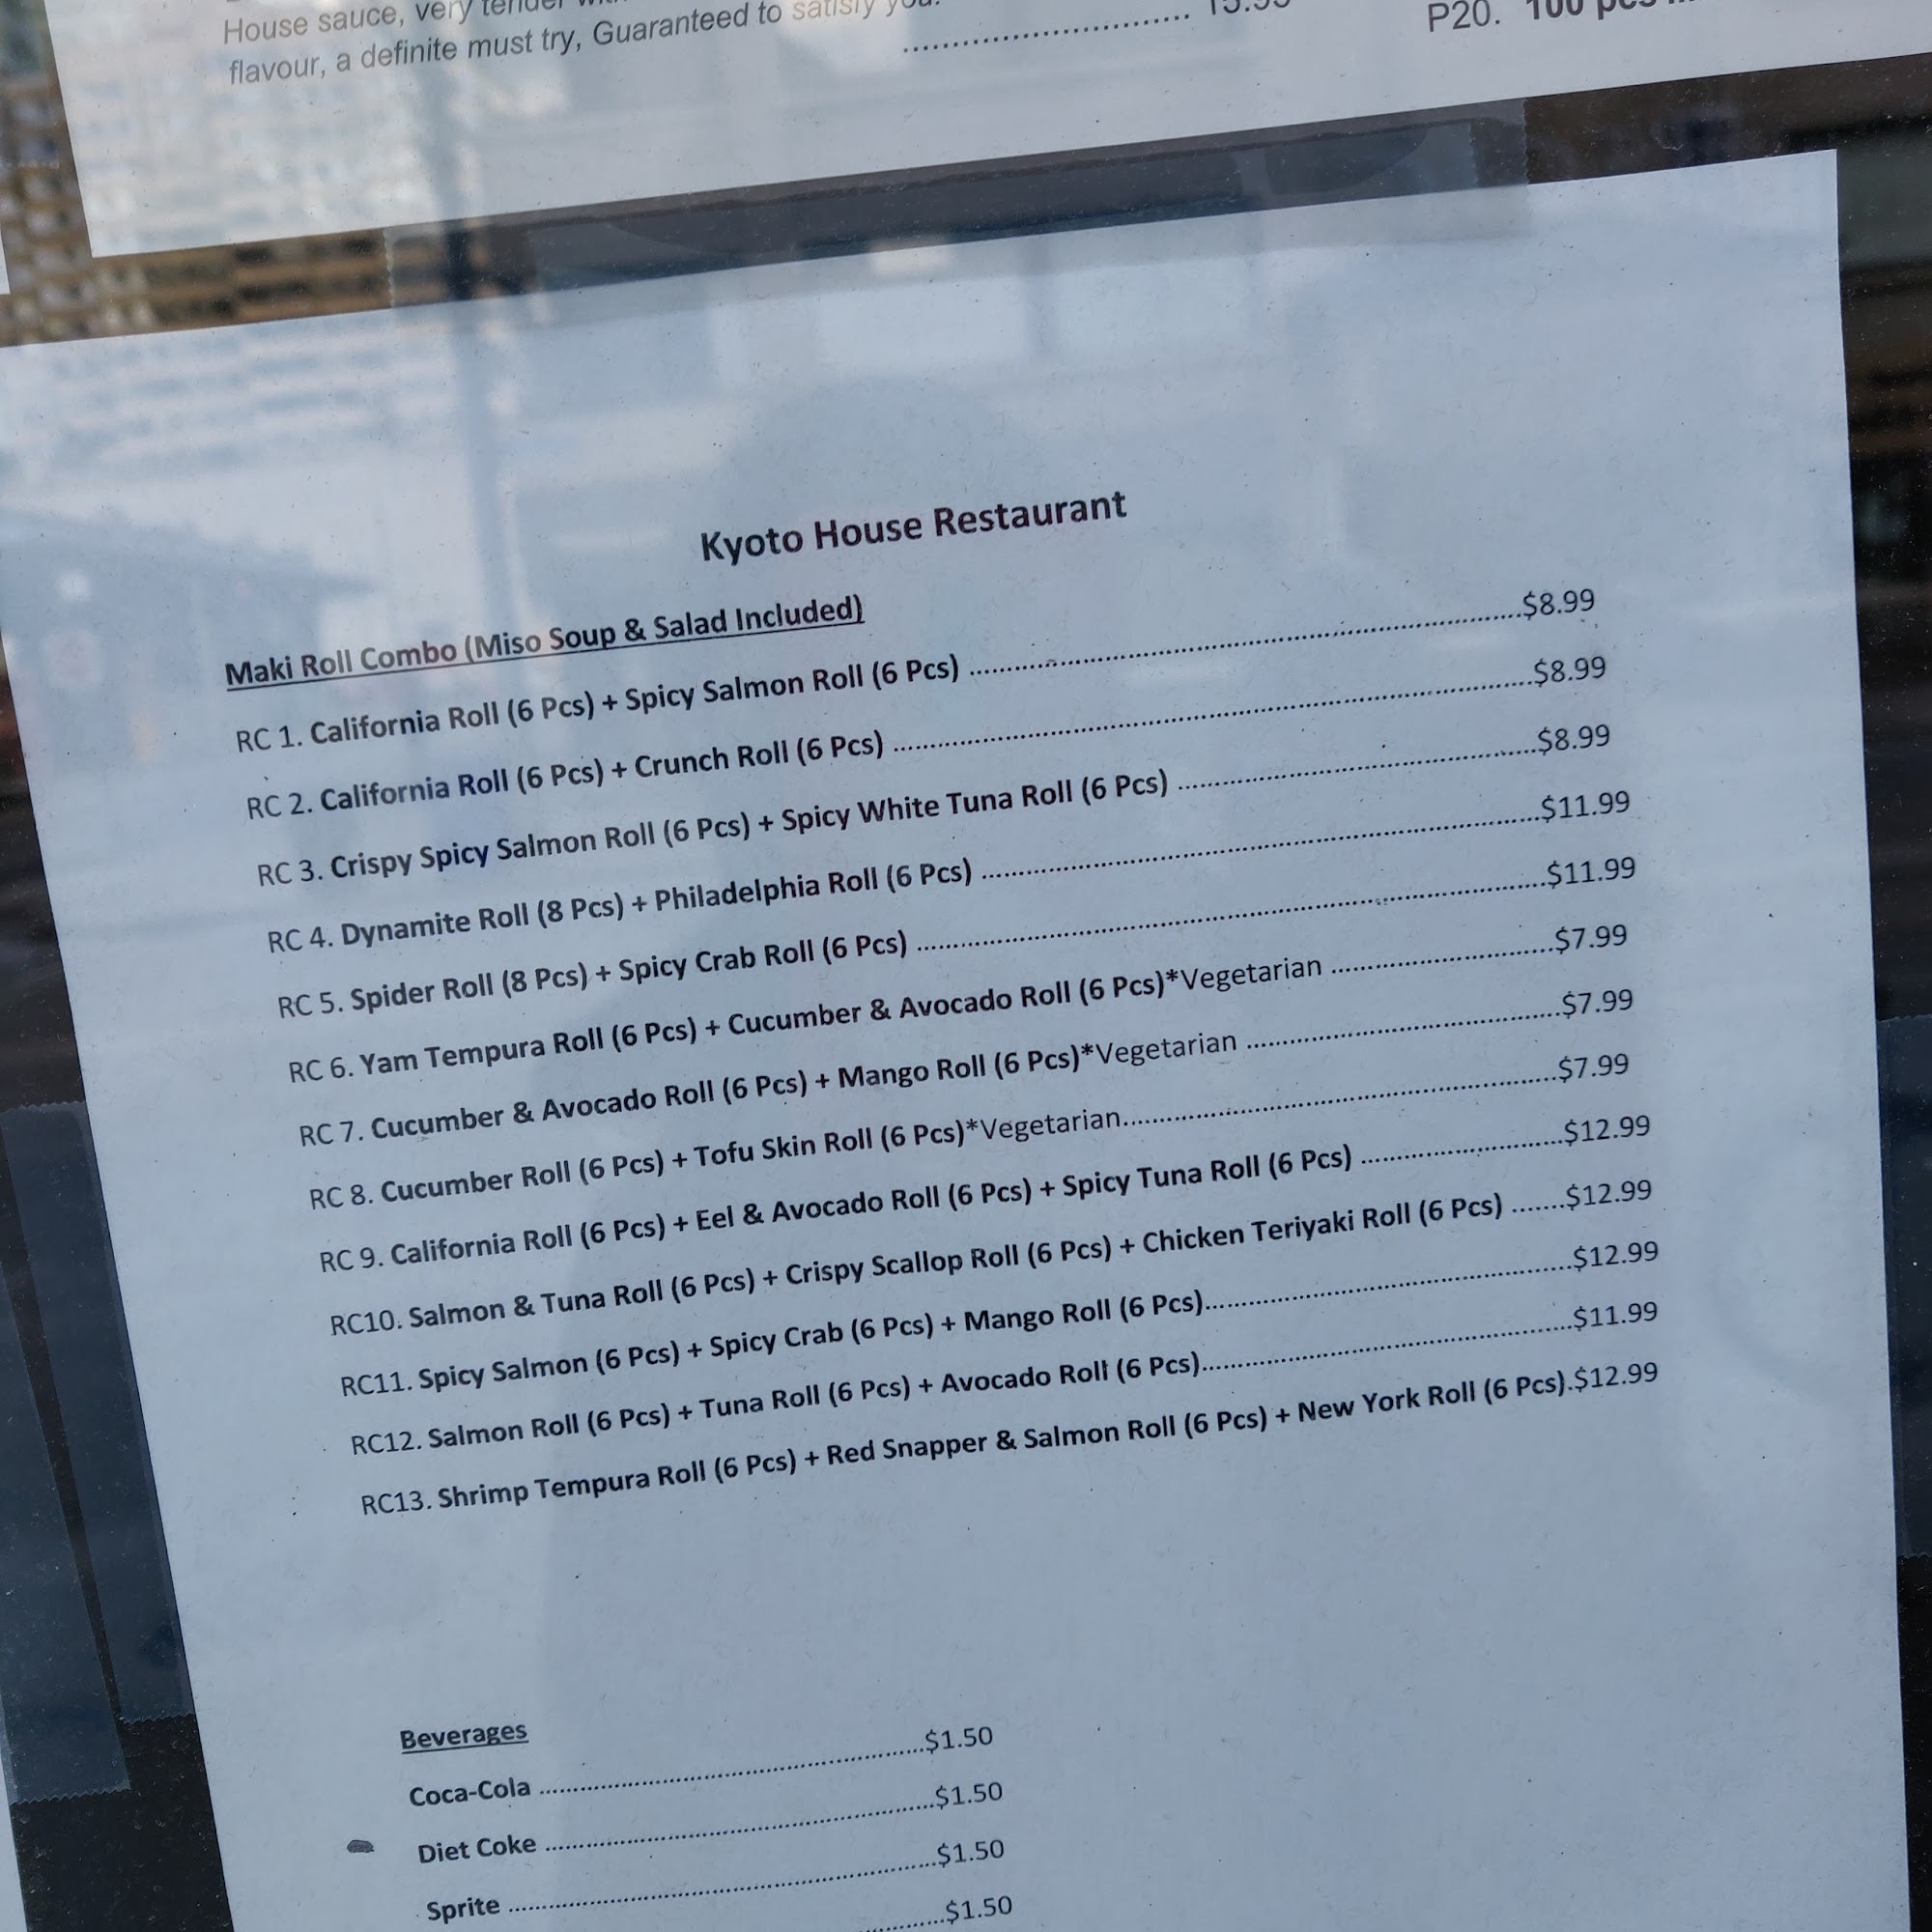 House sauce, very tender
flavour, a definite must try, Guaranteed to satisfy you.
P20. 100 pcs
Kyoto House Restaurant
Maki Roll Combo (Miso Soup & Salad Included)
RC 1. California Roll (6 Pcs) + Spicy Salmon Roll (6 Pcs) ........................$8.99
RC 2. California Roll (6 Pcs) + Crunch Roll (6 Pcs) ........................$8.99
RC 3. Crispy Spicy Salmon Roll (6 Pcs) + Spicy White Tuna Roll (6 Pcs) ........................$8.99
RC 4. Dynamite Roll (8 Pcs) + Philadelphia Roll (6 Pcs) ........................$11.99
RC 5. Spider Roll (8 Pcs) + Spicy Crab Roll (6 Pcs) ........................$11.99
RC 6. Yam Tempura Roll (6 Pcs) + Cucumber & Avocado Roll (6 Pcs)*Vegetarian ........................$7.99
RC 7. Cucumber & Avocado Roll (6 Pcs) + Mango Roll (6 Pcs)*Vegetarian ........................$7.99
RC 8. Cucumber Roll (6 Pcs) + Tofu Skin Roll (6 Pcs)*Vegetarian........................$7.99
RC 9. California Roll (6 Pcs) + Eel & Avocado Roll (6 Pcs) + Spicy Tuna Roll (6 Pcs) ........................$12.99
RC10. Salmon & Tuna Roll (6 Pcs) + Crispy Scallop Roll (6 Pcs) + Chicken Teriyaki Roll (6 Pcs) .......$12.99
RC11. Spicy Salmon (6 Pcs) + Spicy Crab (6 Pcs) + Mango Roll (6 Pcs)........................$12.99
RC12. Salmon Roll (6 Pcs) + Tuna Roll (6 Pcs) + Avocado Roll (6 Pcs)........................$11.99
RC13. Shrimp Tempura Roll (6 Pcs) + Red Snapper & Salmon Roll (6 Pcs) + New York Roll (6 Pcs).$12.99
Beverages
Coca-Cola ........................$1.50
Diet Coke ........................$1.50
Sprite ........................$1.50
........$1.50